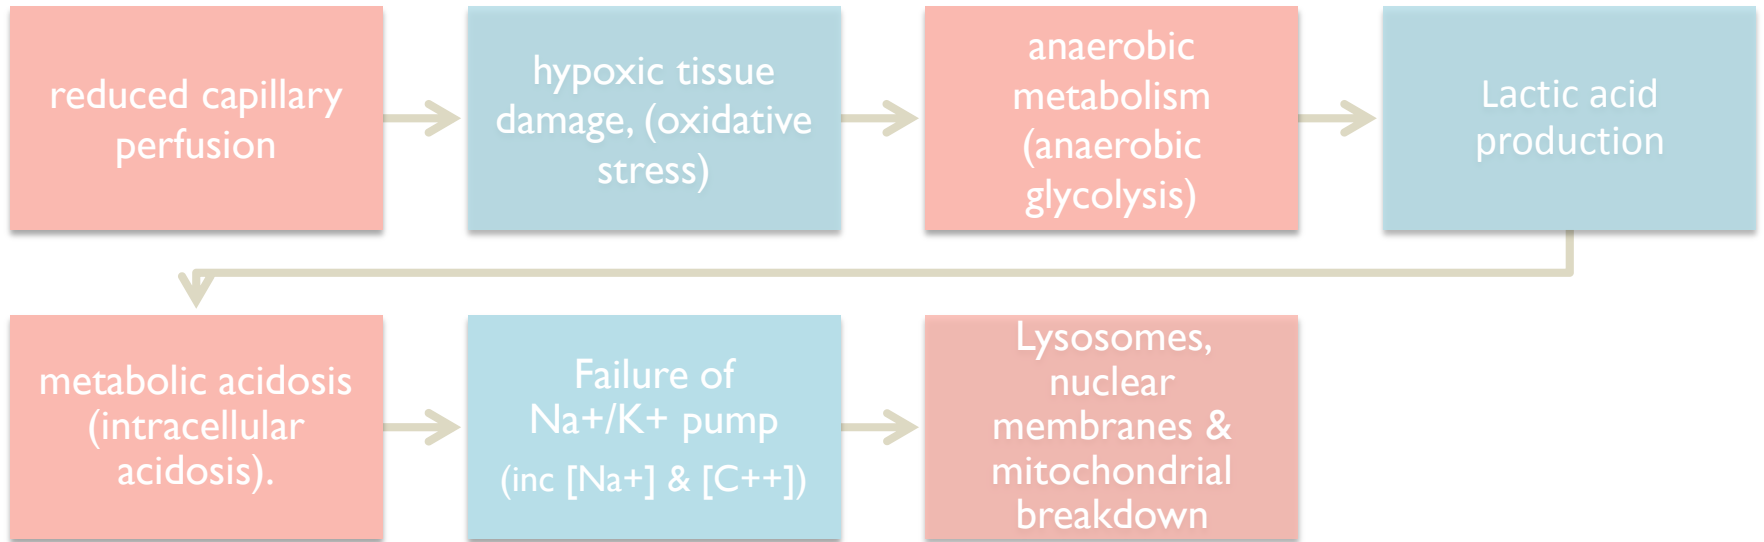 reduced capillary
perfusion
hypoxic tissue
damage, (oxidative
stress)
anaerobic
metabolism
(anaerobic
glycolysis)
Lactic acid
production
metabolic acidosis
(intracellular
acidosis).
Failure of
Na+/K+ pump
(inc [Na+] & [C++])
Lysosomes,
nuclear
membranes &
mitochondrial
breakdown